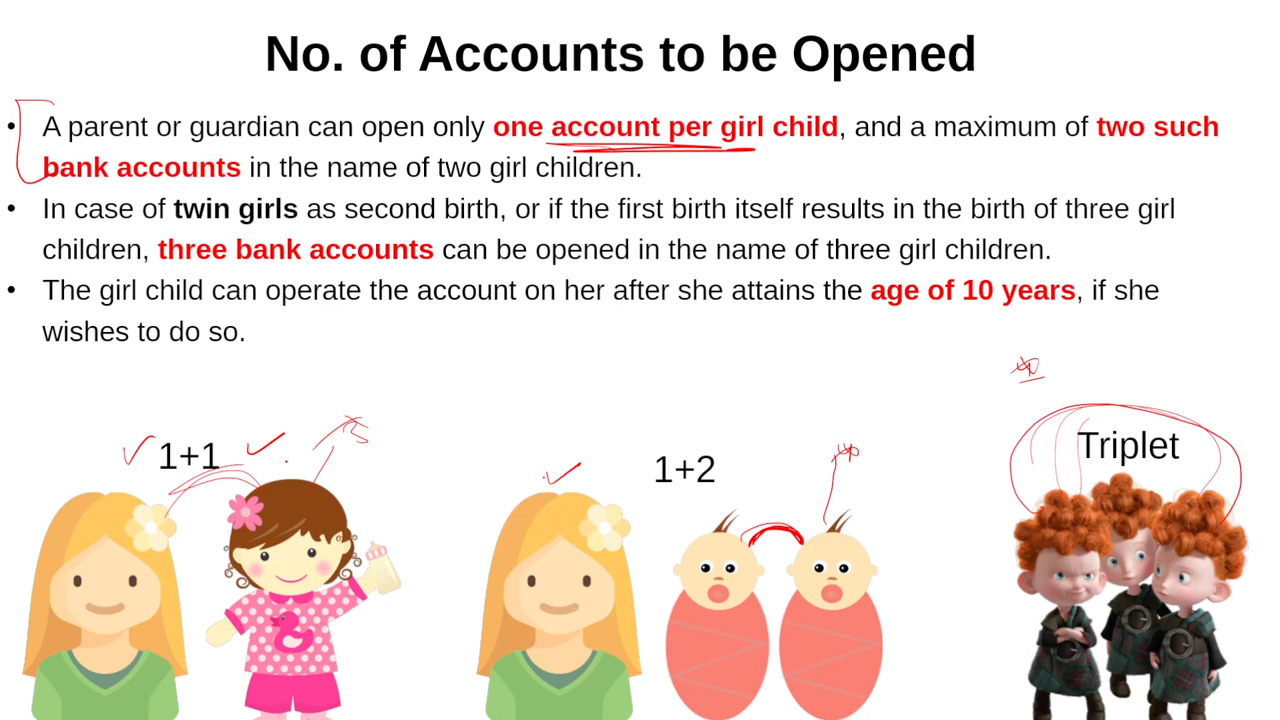 No. of Accounts to be Opened
• A parent or guardian can open only one account per girl child, and a maximum of two such
bank accounts in the name of two girl children.
• In case of twin girls as second birth, or if the first birth itself results in the birth of three girl
children, three bank accounts can be opened in the name of three girl children.
• The girl child can operate the account on her after she attains the age of 10 years, if she
wishes to do so.
1+1
1+2
Triplet